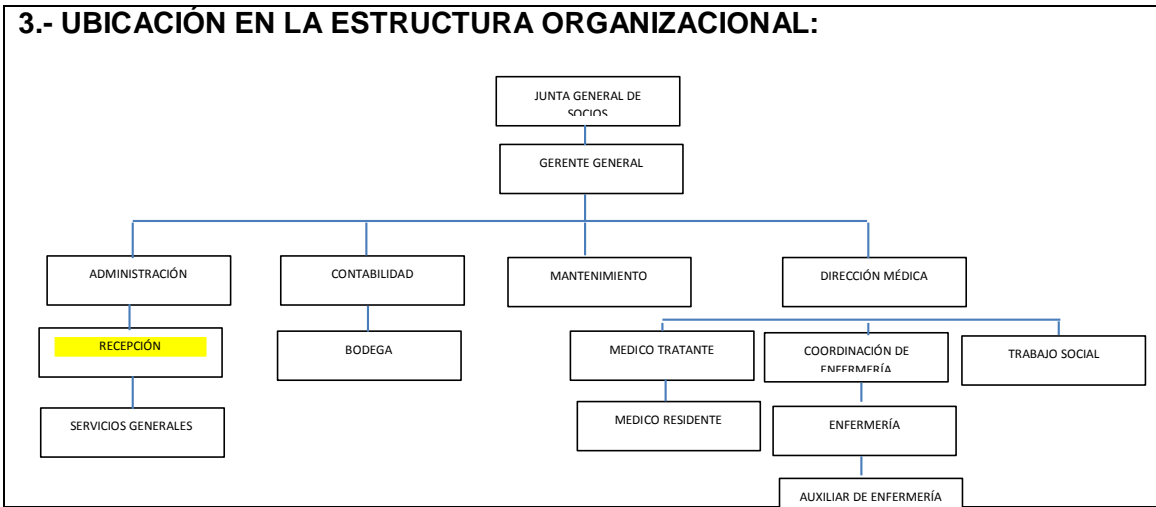 3.- UBICACIÓN EN LA ESTRUCTURA ORGANIZACIONAL:
JUNTA GENERAL DE
SOCIOS
GERENTE GENERAL
ADMINISTRACIÓN
CONTABILIDAD
MANTENIMIENTO
DIRECCIÓN MÉDICA
RECEPCIÓN
BODEGA
MEDICO TRATANTE
COORDINACIÓN DE
ENFERMERÍA
TRABAJO SOCIAL
SERVICIOS GENERALES
MEDICO RESIDENTE
ENFERMERÍA
AUXILIAR DE ENFERMERÍA